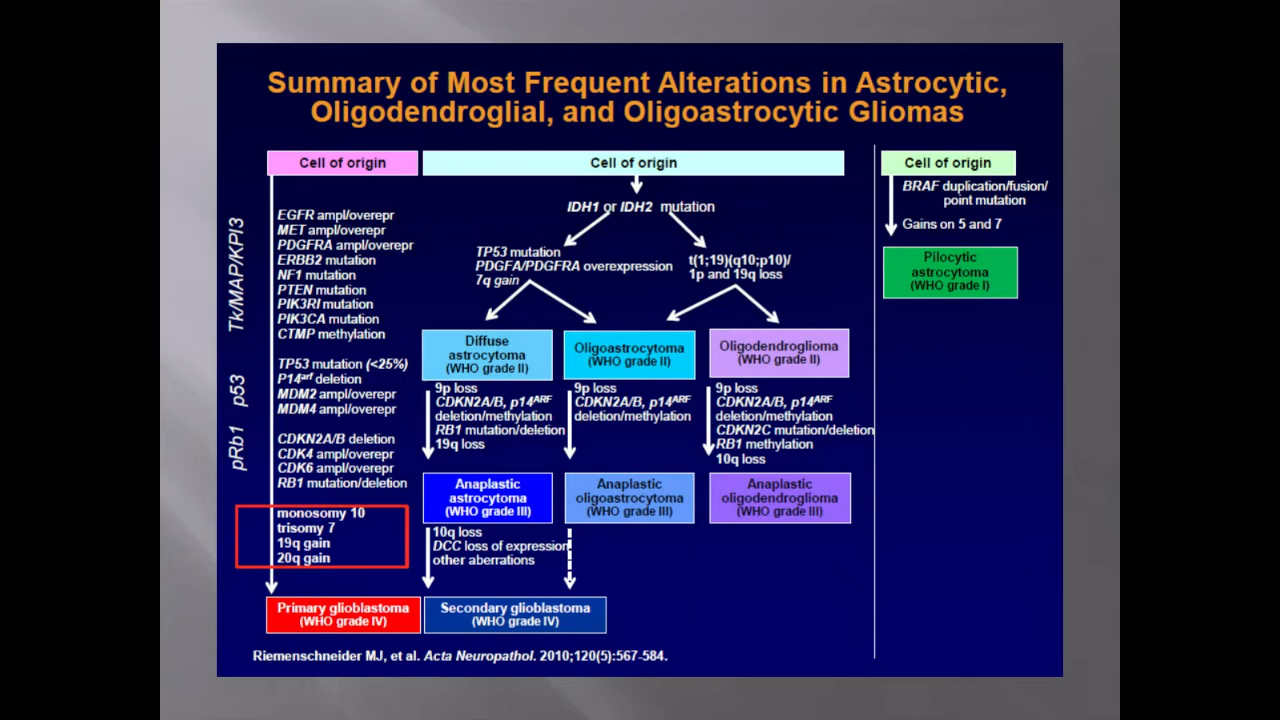 Summary of Most Frequent Alterations in Astrocytic,
Oligodendroglial, and Oligoastrocytic Gliomas
Cell of origin
Tk/MAP/KPI3
EGFR ampl/overepr
MET ampl/overepr
PDGFRA ampl/overepr
ERBB2 mutation
NF1 mutation
PTEN mutation
PIK3RI mutation
PIK3CA mutation
CTMP methylation
p53
TP53 mutation (<25%)
P14arf deletion
MDM2 ampl/overepr
MDM4 ampl/overepr
pRb1
CDKN2A/B deletion
CDK4 ampl/overepr
CDK6 ampl/overepr
RB1 mutation/deletion
monosomy 10
trisomy 7
19q gain
20q gain
Primary glioblastoma
(WHO grade IV)
Cell of origin
IDH1 or IDH2 mutation
TP53 mutation
PDGFA/PDGFRA overexpression
7q gain
t(1;19)(q10;p10)/
1p and 19q loss
Diffuse
astrocytoma
(WHO grade II)
Oligoastrocytoma
(WHO grade II)
Oligodendroglioma
(WHO grade II)
9p loss
CDKN2A/B, p14ARF
deletion/methylation
RB1 mutation/deletion
19q loss
9p loss
CDKN2A/B, p14ARF
deletion/methylation
9p loss
CDKN2A/B, p14ARF
deletion/methylation
CDKN2C mutation/deletion
RB1 methylation
10q loss
Anaplastic
astrocytoma
(WHO grade III)
Anaplastic
oligoastrocytoma
(WHO grade III)
Anaplastic
oligodendroglioma
(WHO grade III)
10q loss
DCC loss of expression
other aberrations
Secondary glioblastoma
(WHO grade IV)
Cell of origin
BRAF duplication/fusion/
point mutation
Gains on 5 and 7
Pilocytic
astrocytoma
(WHO grade I)
Riemenschneider MJ, et al. Acta Neuropathol. 2010;120(5):567-584.